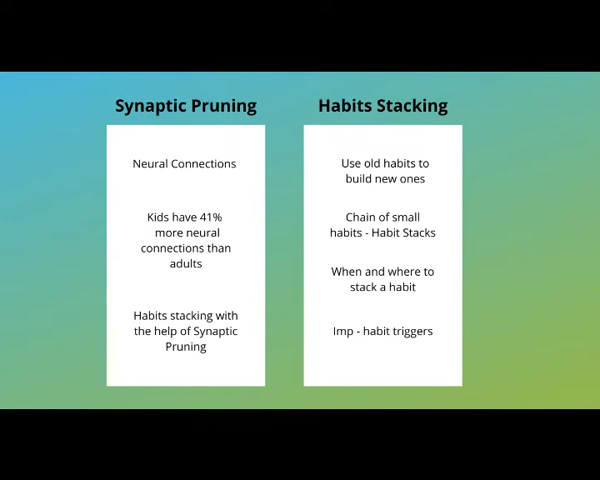 Synaptic Pruning
Neural Connections
Kids have 41%
more neural
connections than
adults
Habits stacking with
the help of Synaptic
Pruning
Habits Stacking
Use old habits to
build new ones
Chain of small
habits - Habit Stacks
When and where to
stack a habit
Imp - habit triggers